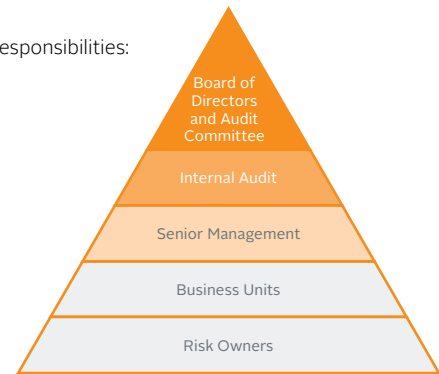 esponsibilities:
Board of
Directors
and Audit
Committee
Internal Audit
Senior Management
Business Units
Risk Owners